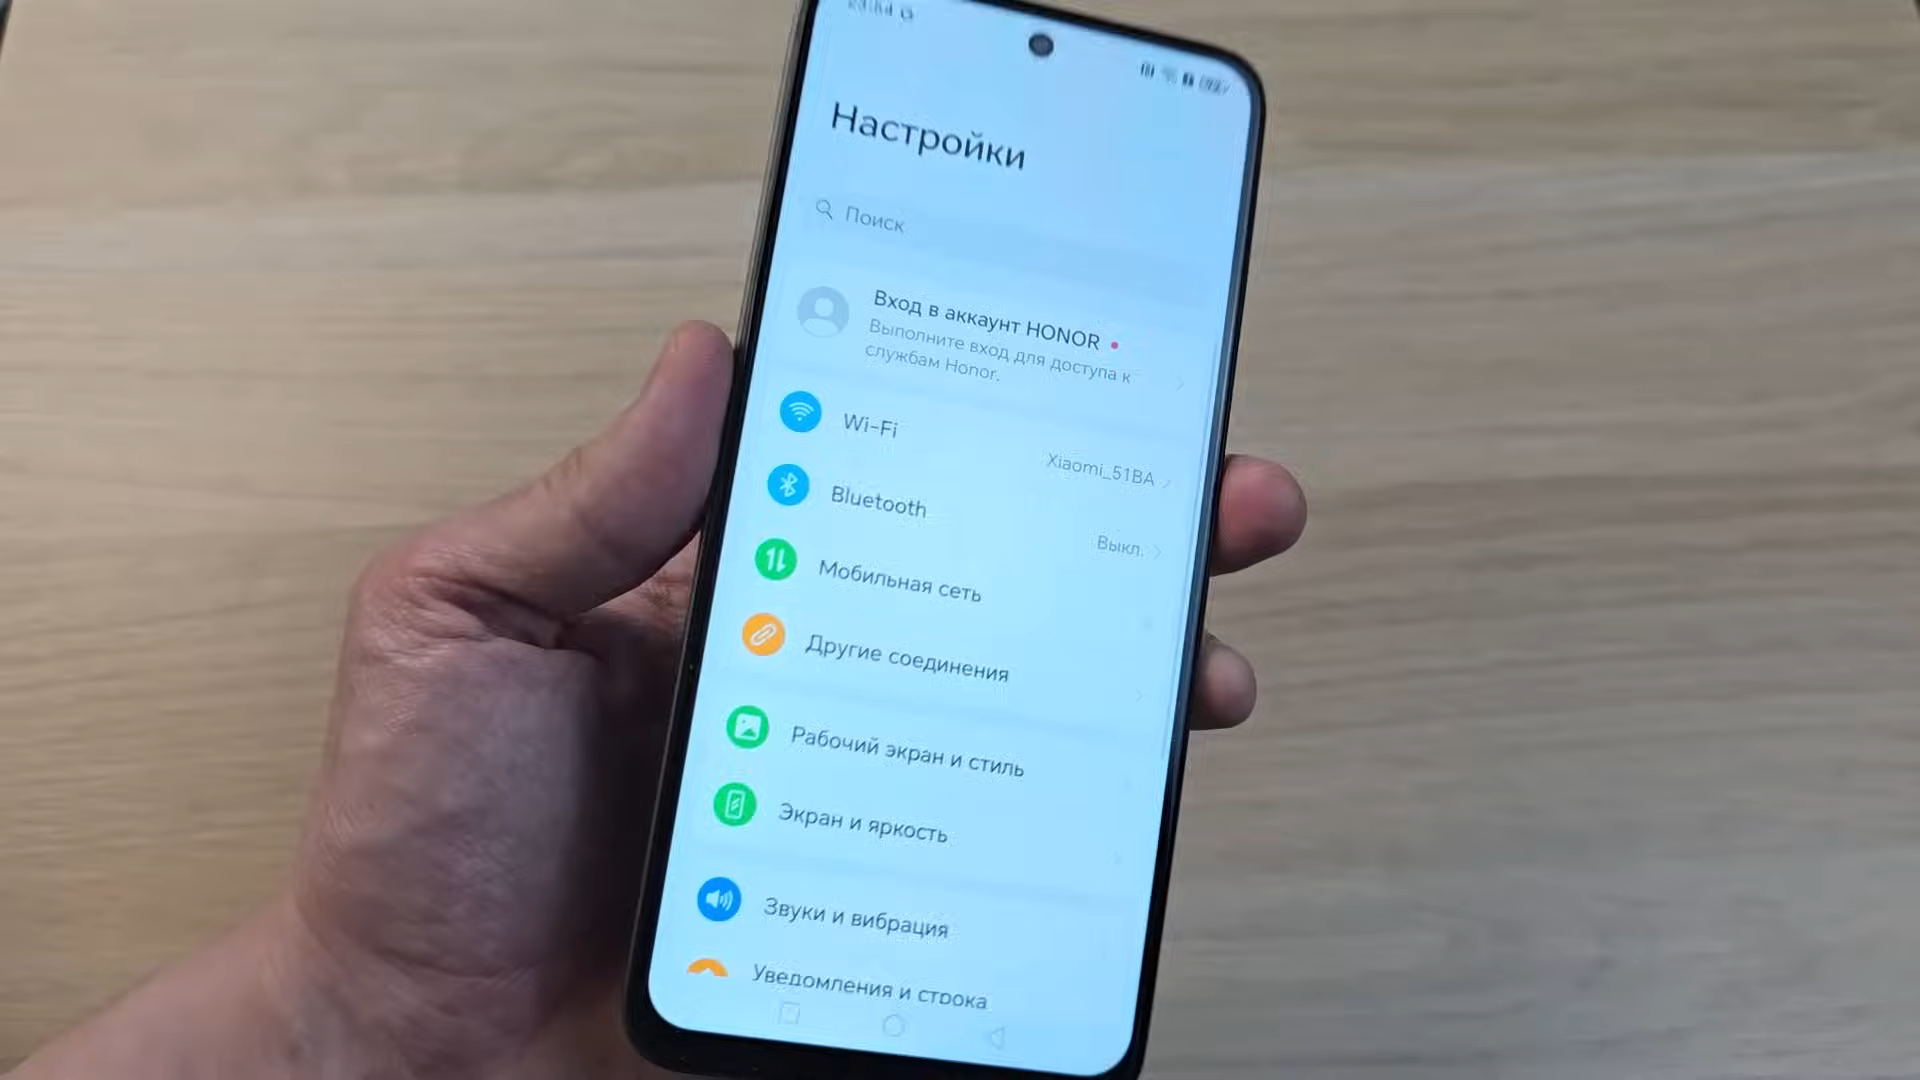 Настройки
Поиск
Вход в аккаунт HONOR
Выполните вход для доступа к
службам Honor.
Wi-Fi
Xiaomi_51BA
Bluetooth
Выкл.
Мобильная сеть
Другие соединения
Рабочий экран и стиль
Экран и яркость
Звуки и вибрация
Уведомления и строка